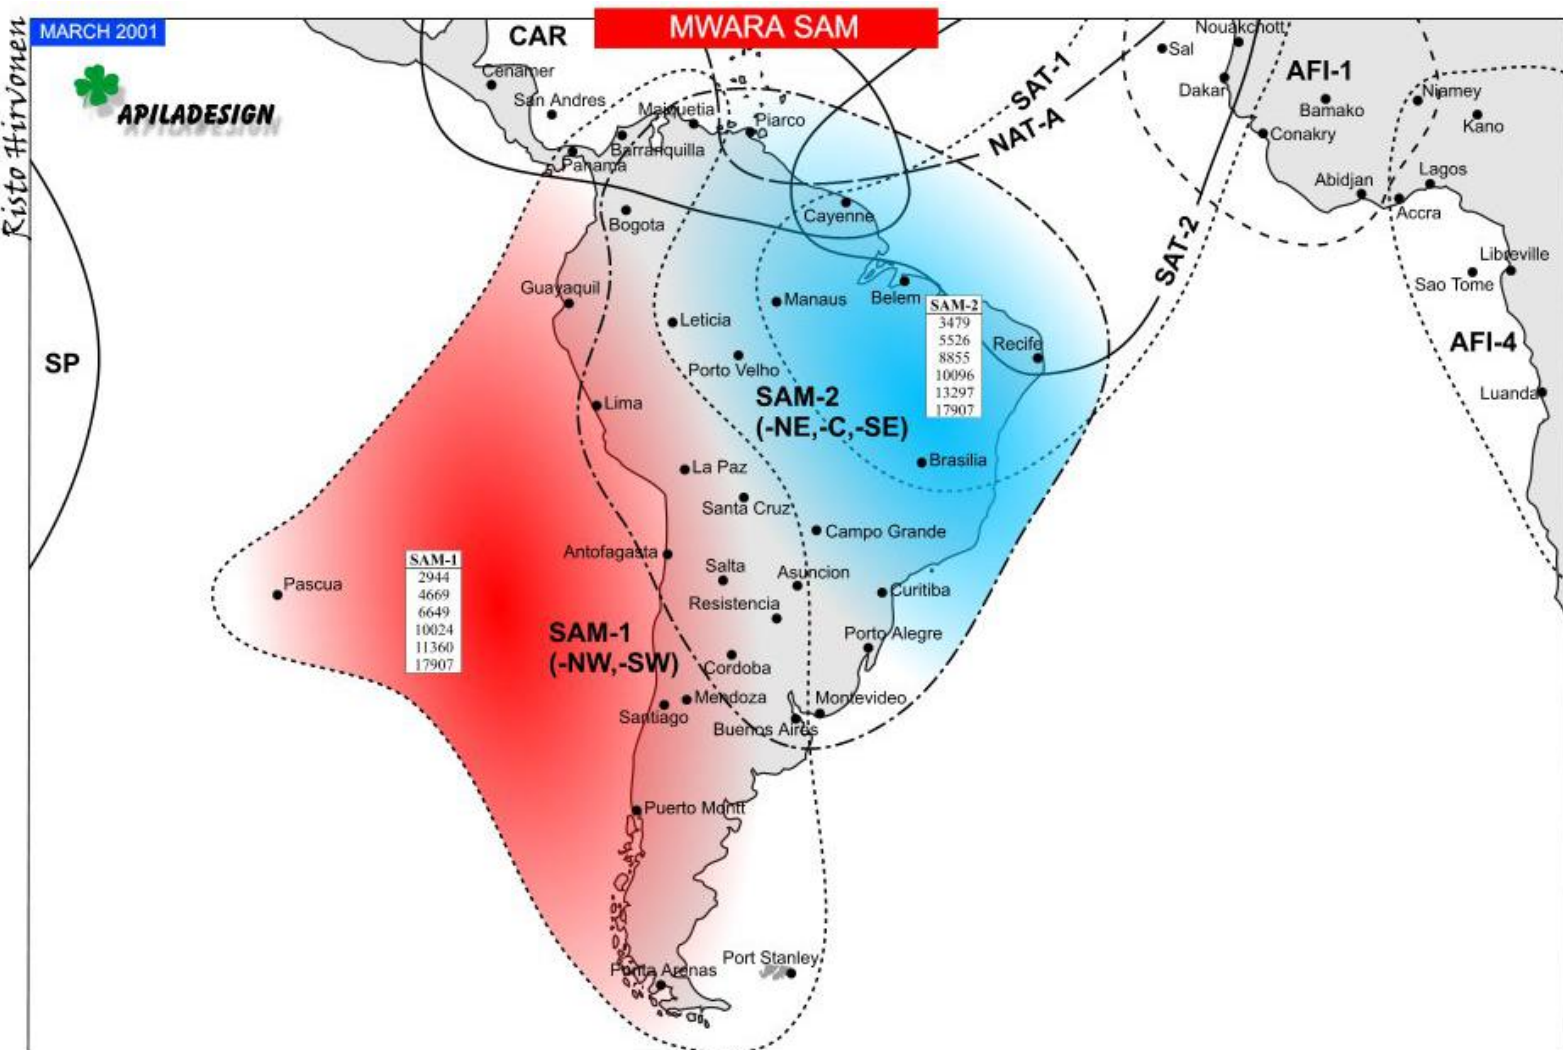 MARCH 2001
MWARA SAM
Risto Hirvonen
APILADESIGN
CAR
Cenamer
San Andres
Maiquetia
Piarco
Barranquilla
Panama
Bogota
Cayenne
SAT-1
NAT-A
SAT-2
Nouakchott
Sal
Dakar
AFI-1
Bamako
Conakry
Niamey
Kano
Abidjan
Lagos
Accra
Libreville
Sao Tome
AFI-4
Luanda
SP
Guayaquil
Leticia
Manaus
Belem
Recife
Porto Velho
Lima
SAM-2
(-NE,-C,-SE)
SAM-2
3479
5526
8855
10096
13297
17907
Brasilia
La Paz
Santa Cruz
Campo Grande
Antofagasta
Salta
Asuncion
Resistencia
Curitiba
Pascua
SAM-1
2944
4669
6649
10024
11360
17907
SAM-1
(-NW,-SW)
Porto Alegre
Cordoba
Mendoza
Santiago
Montevideo
Buenos Aires
Puerto Montt
Port Stanley
Punta Arenas